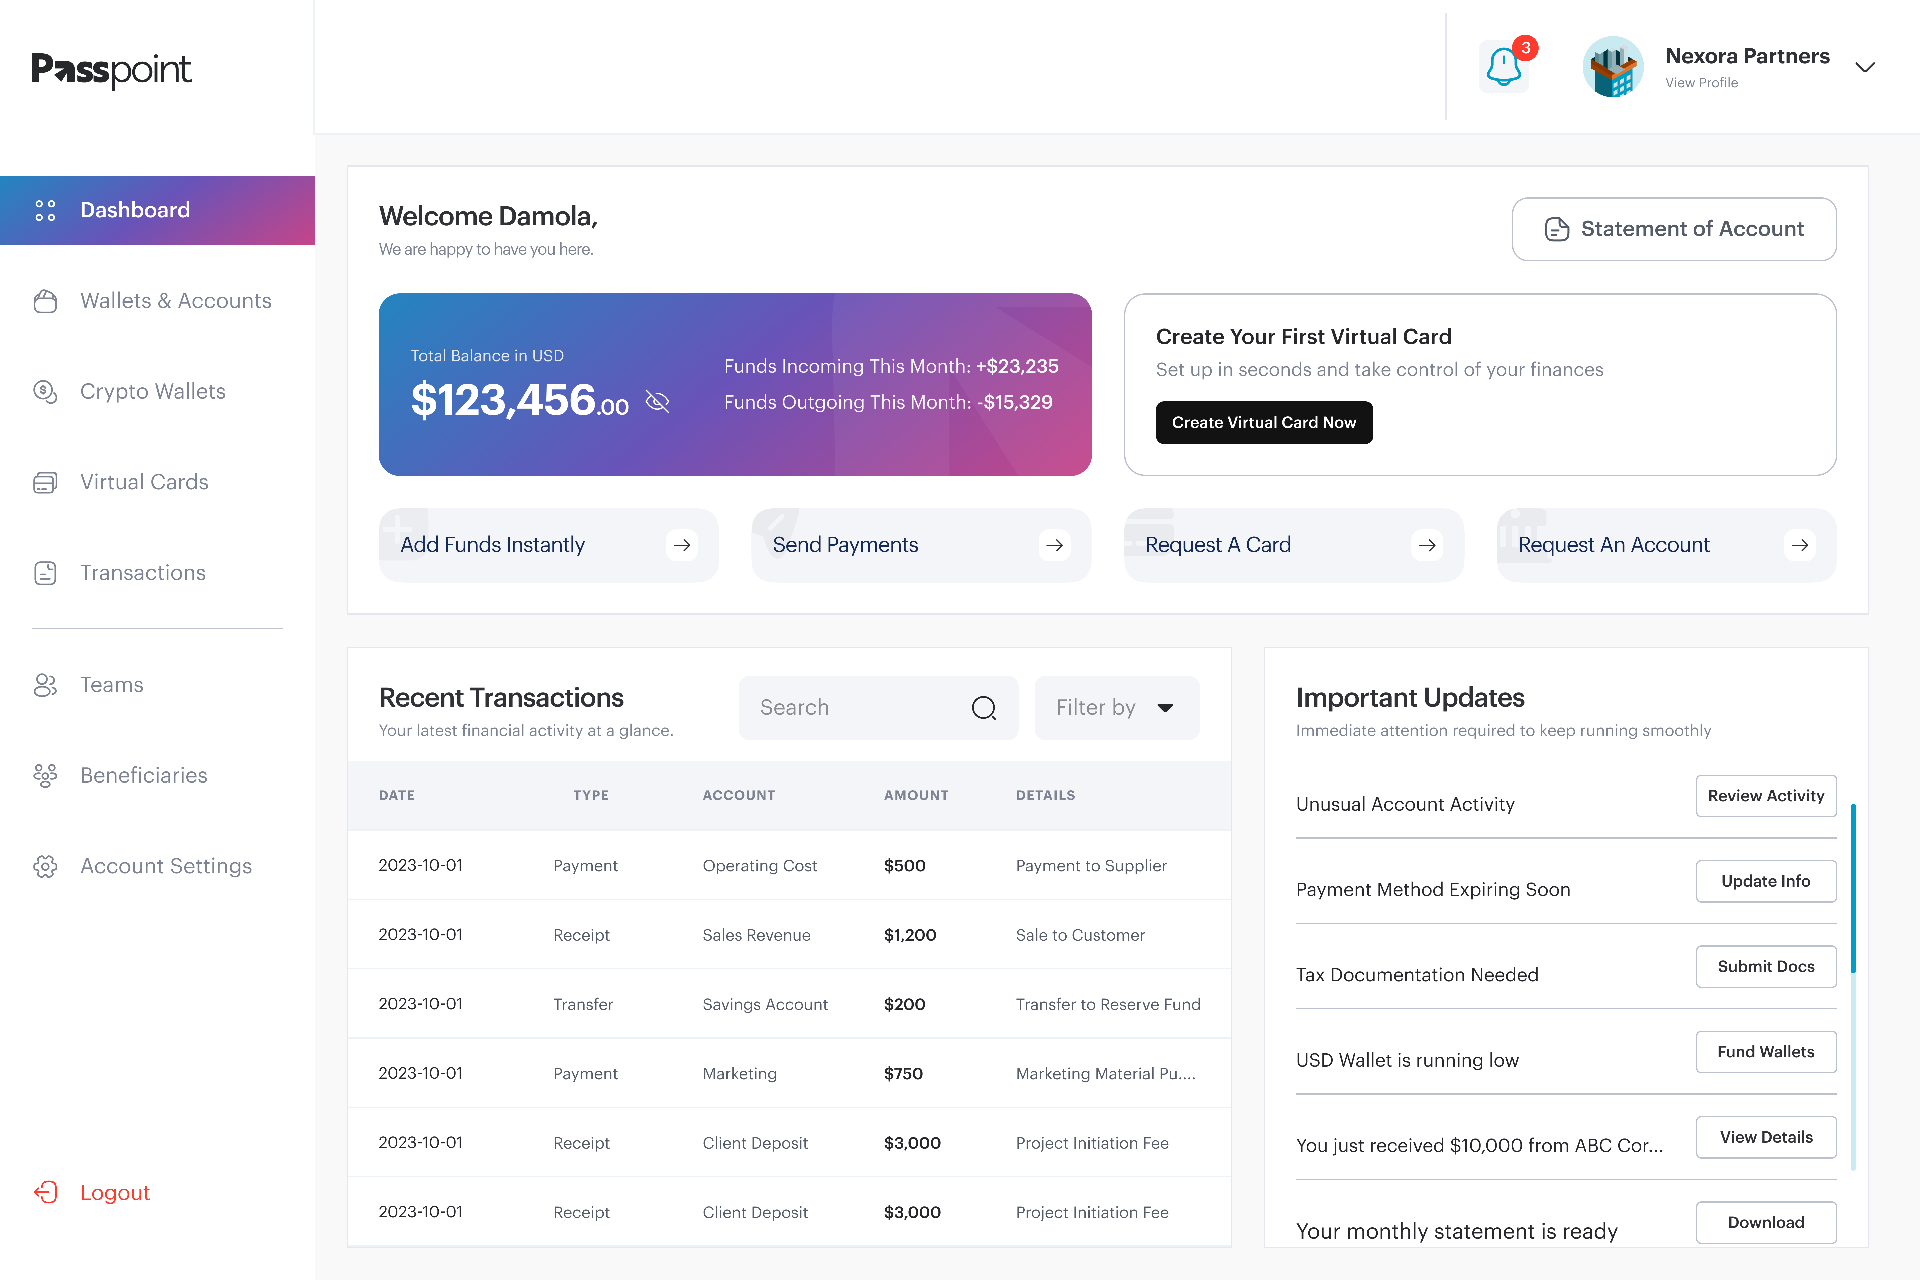 Passpoint
3
Nexora Partners
View Profile
Dashboard
Wallets & Accounts
Crypto Wallets
Virtual Cards
Transactions
Teams
Beneficiaries
Account Settings
Logout
Welcome Damola,
We are happy to have you here.
Statement of Account
Total Balance in USD
$123,456.00
Funds Incoming This Month: +$23,235
Funds Outgoing This Month: -$15,329
Create Your First Virtual Card
Set up in seconds and take control of your finances
Create Virtual Card Now
Add Funds Instantly
Send Payments
Request A Card
Request An Account
Recent Transactions
Your latest financial activity at a glance.
Search
Filter by
DATE TYPE ACCOUNT AMOUNT DETAILS
2023-10-01 Payment Operating Cost $500 Payment to Supplier
2023-10-01 Receipt Sales Revenue $1,200 Sale to Customer
2023-10-01 Transfer Savings Account $200 Transfer to Reserve Fund
2023-10-01 Payment Marketing $750 Marketing Material Pu....
2023-10-01 Receipt Client Deposit $3,000 Project Initiation Fee
2023-10-01 Receipt Client Deposit $3,000 Project Initiation Fee
Important Updates
Immediate attention required to keep running smoothly
Unusual Account Activity Review Activity
Payment Method Expiring Soon Update Info
Tax Documentation Needed Submit Docs
USD Wallet is running low Fund Wallets
You just received $10,000 from ABC Cor... View Details
Your monthly statement is ready Download